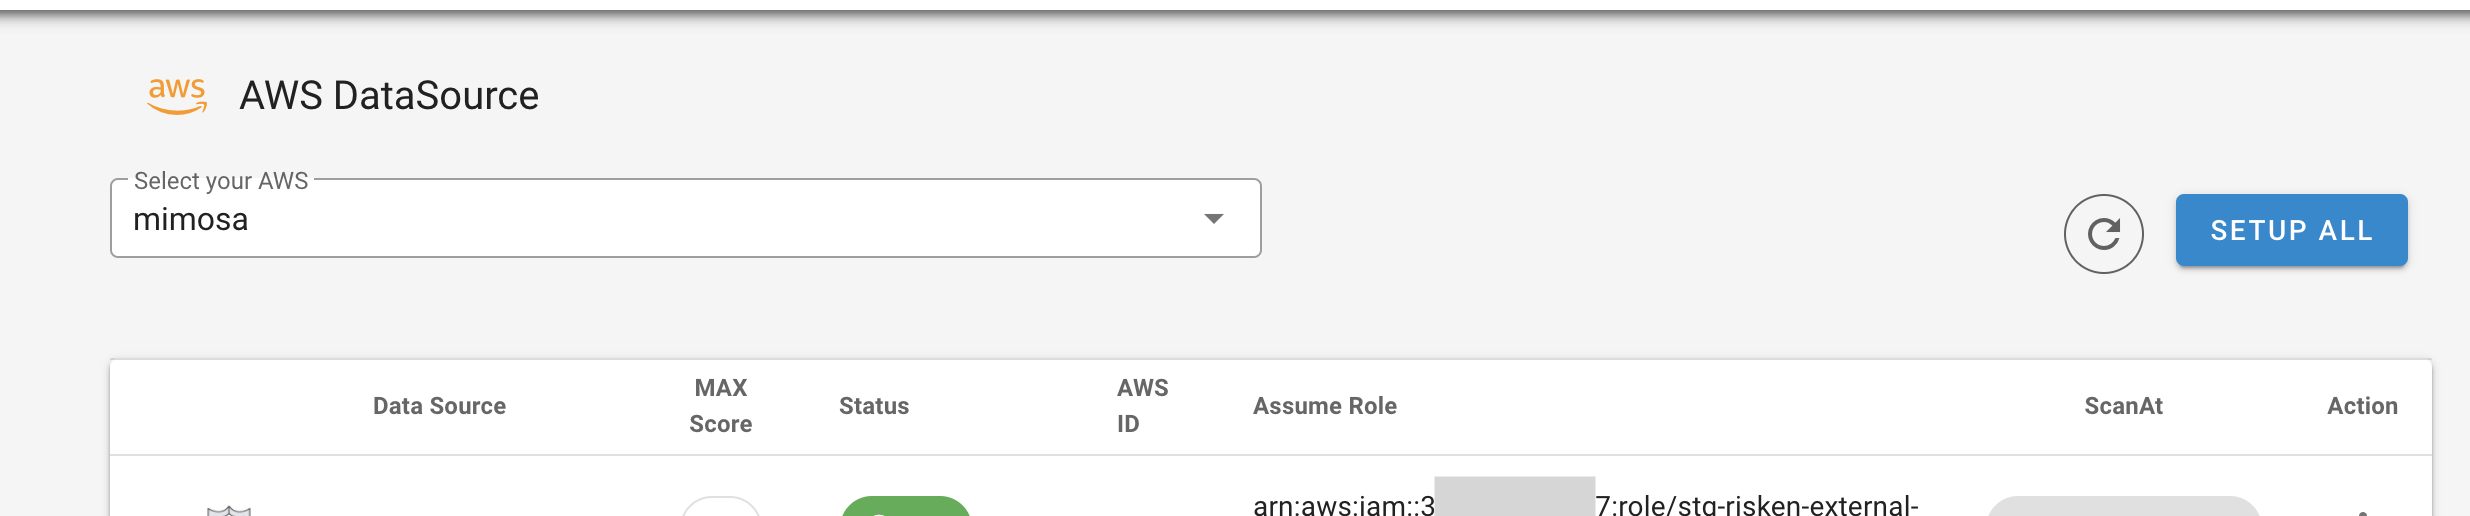 aws
AWS DataSource
Select your AWS
mimosa
SETUP ALL
Data Source
MAX Score
Status
AWS ID
Assume Role
ScanAt
Action
arn:aws:iam::3 7:role/stg-risken-external-